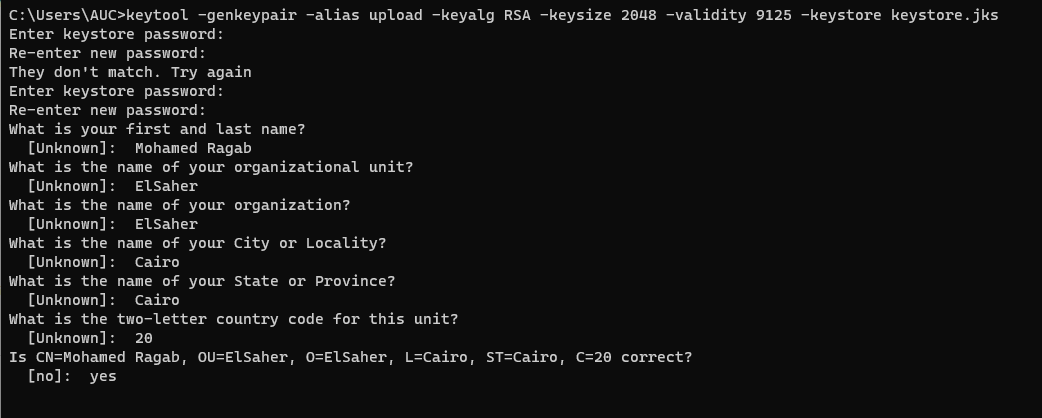 C:\Users\AUC>keytool -genkeypair -alias upload -keyalg RSA -keysize 2048 -validity 9125 -keystore keystore.jks
Enter keystore password:
Re-enter new password:
They don't match. Try again
Enter keystore password:
Re-enter new password:
What is your first and last name?
  [Unknown]:  Mohamed Ragab
What is the name of your organizational unit?
  [Unknown]:  ElSaher
What is the name of your organization?
  [Unknown]:  ElSaher
What is the name of your City or Locality?
  [Unknown]:  Cairo
What is the name of your State or Province?
  [Unknown]:  Cairo
What is the two-letter country code for this unit?
  [Unknown]:  20
Is CN=Mohamed Ragab, OU=ElSaher, O=ElSaher, L=Cairo, ST=Cairo, C=20 correct?
  [no]:  yes